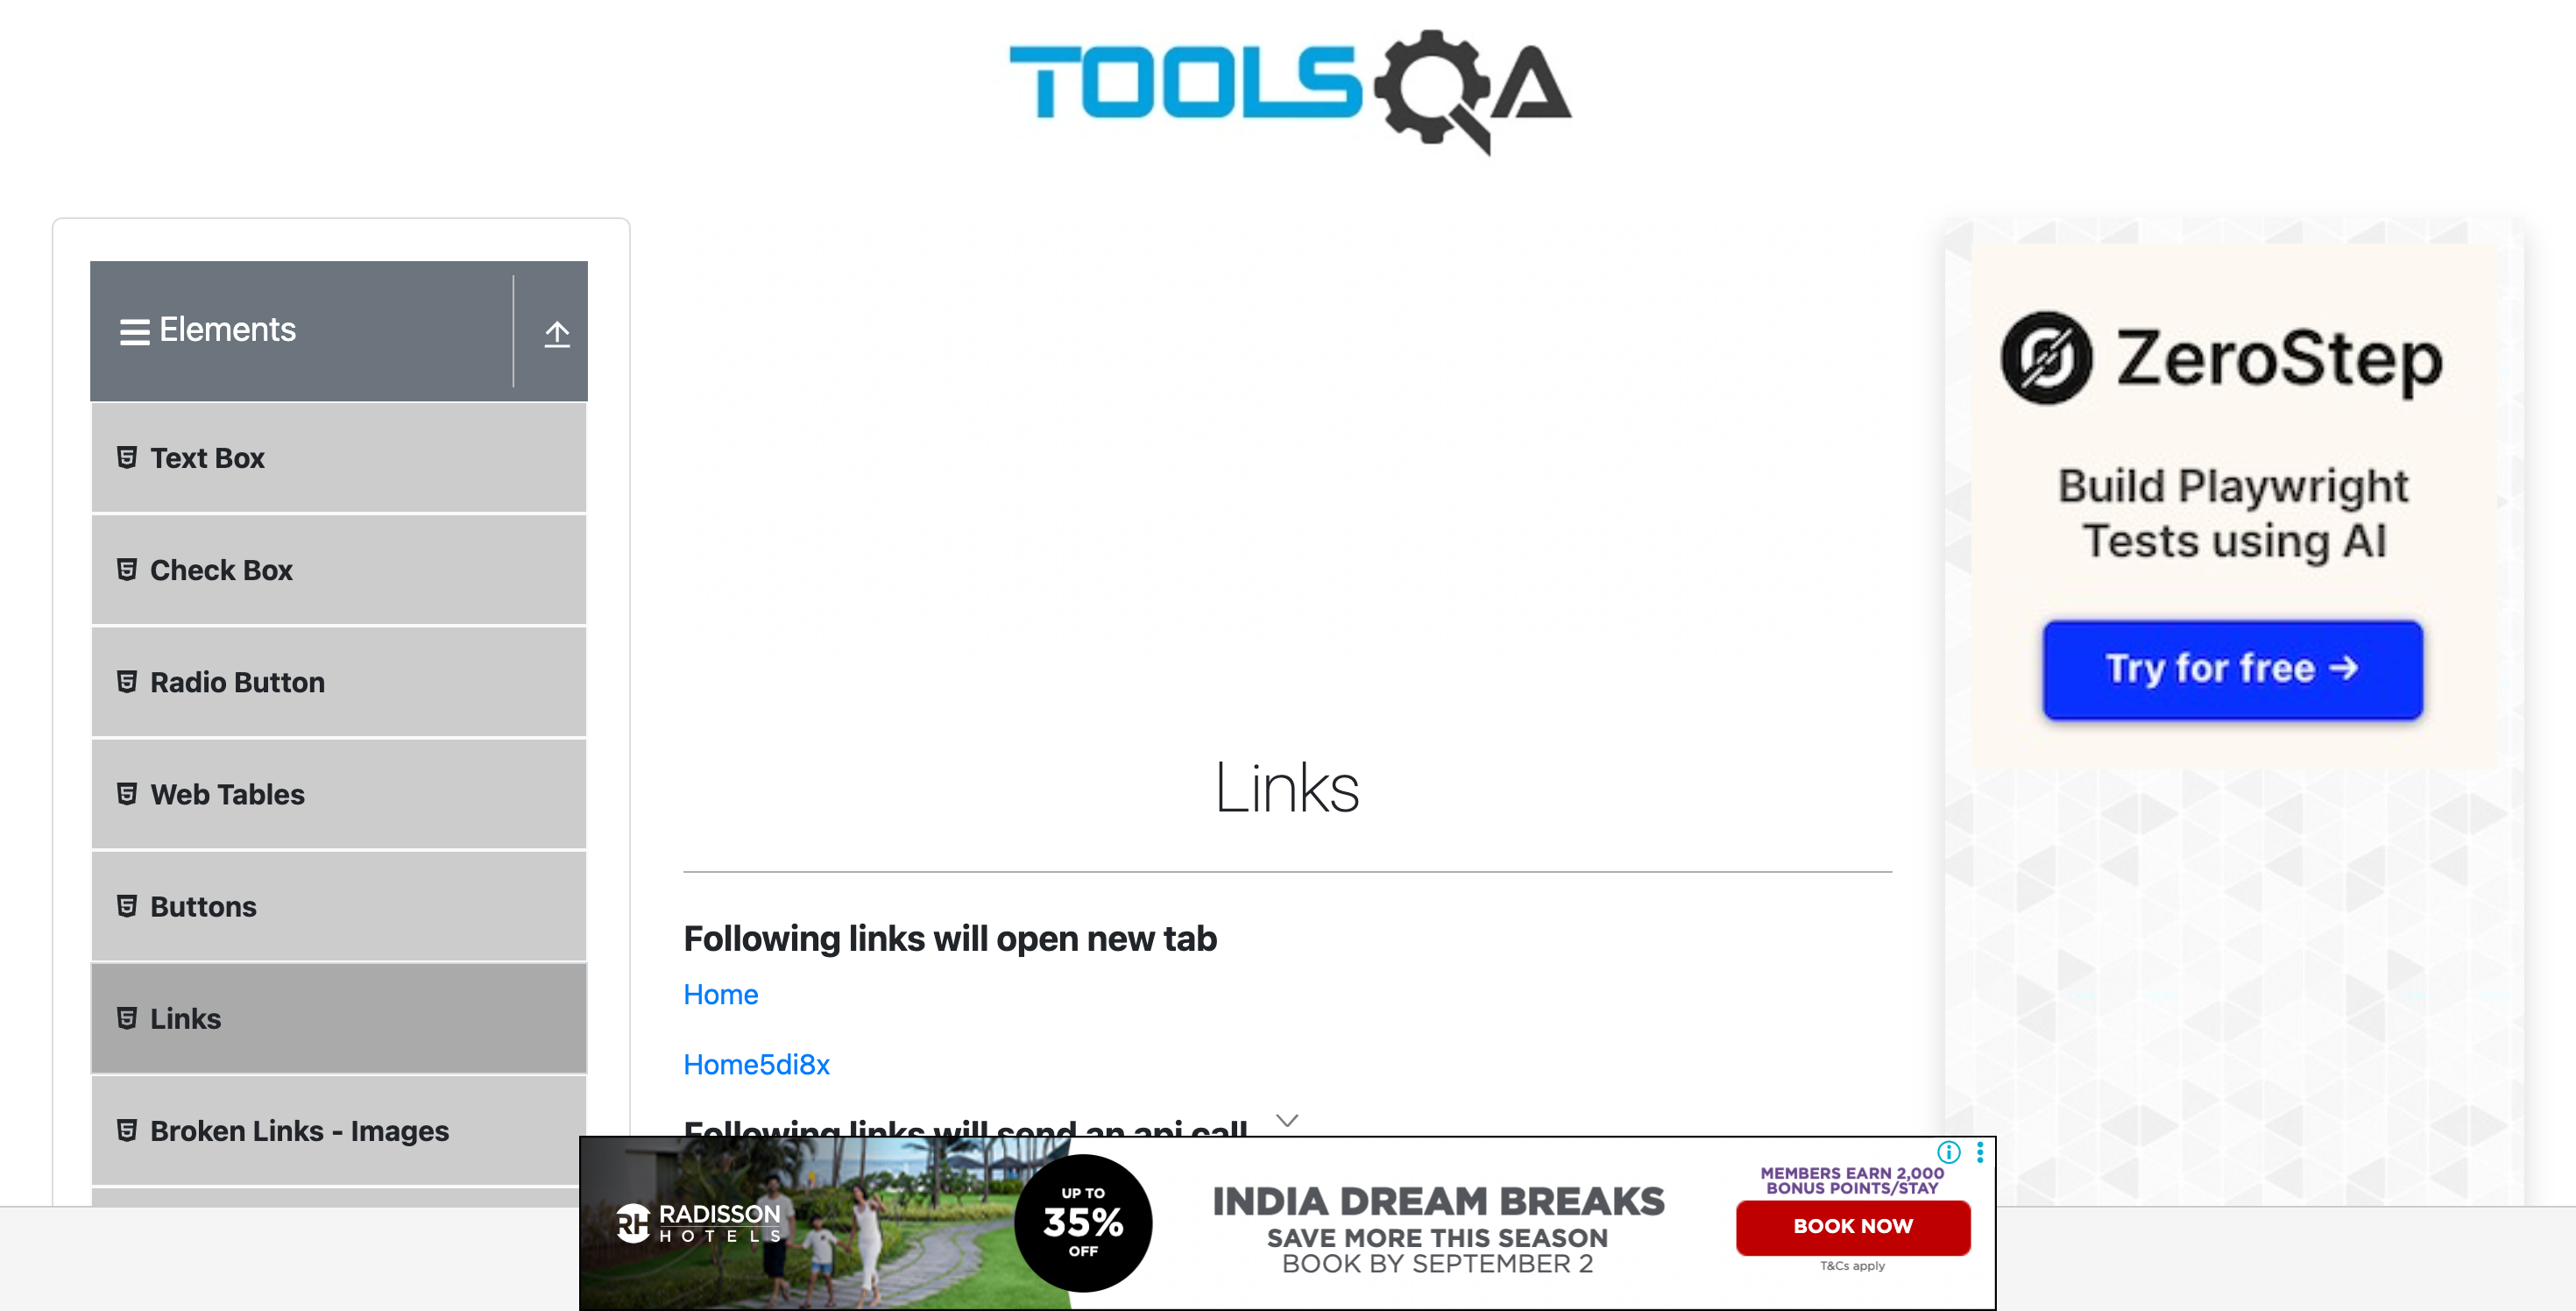 TOOLSQA
Elements
Text Box
Check Box
Radio Button
Web Tables
Buttons
Links
Broken Links - Images
Links
Following links will open new tab
Home
Home5di8x
Following links will send an api call
ZeroStep
Build Playwright
Tests using AI
Try for free →
RH RADISSON
HOTELS
UP TO
35%
OFF
INDIA DREAM BREAKS
SAVE MORE THIS SEASON
BOOK BY SEPTEMBER 2
MEMBERS EARN 2,000
BONUS POINTS/STAY
BOOK NOW
T&Cs apply